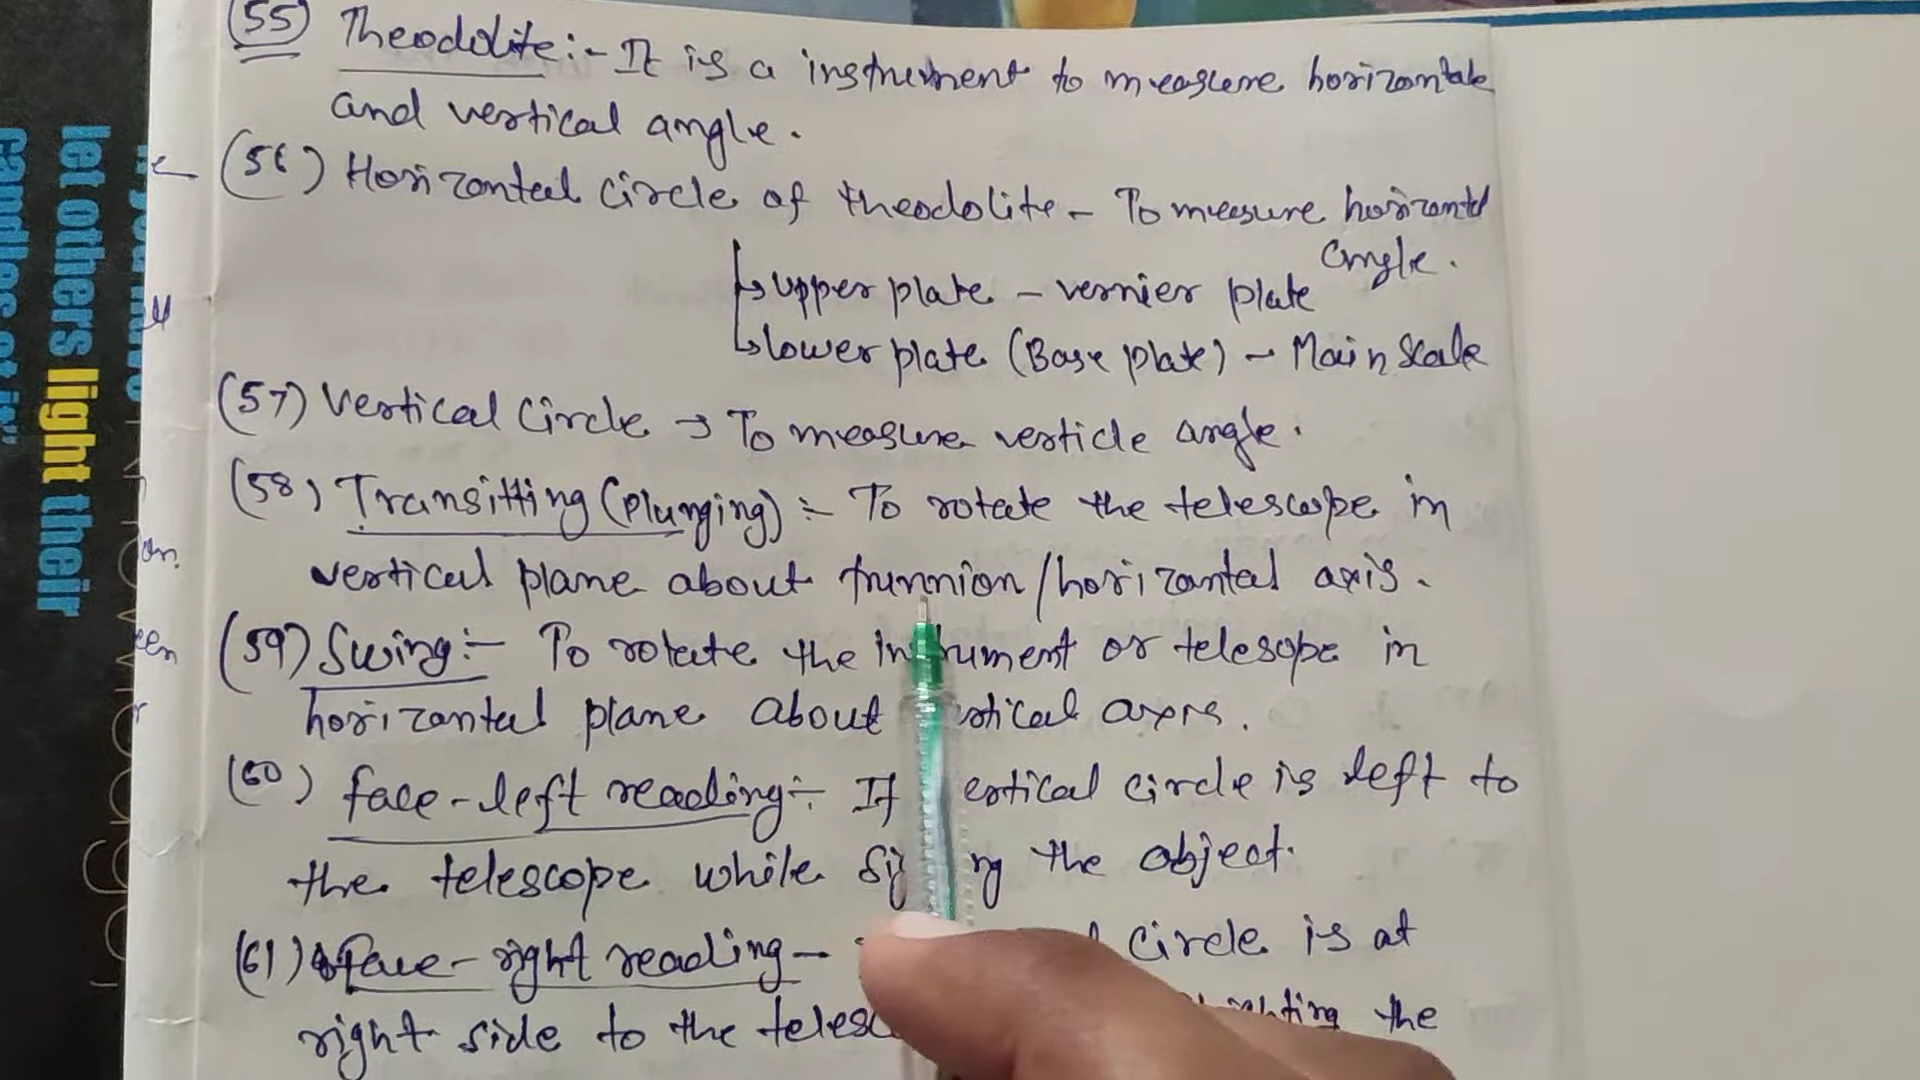 (55) Theodolite:- It is a instrument to measure horizontal
and vertical angle.
(56) Horizontal circle of theodolite - To measure horizontal
angle.
↳ upper plate - vernier plate
↳ lower plate (Base plate) - Main Scale
(57) Vertical Circle → To measure verticle angle.
(58) Transitting (Plunging) :- To rotate the telescope in
vertical plane about trunnion/horizontal axis.
(59) Swing:- To rotate the instrument or telescope in
horizontal plane about vertical axis.
(60) face-left reading:- If vertical circle is left to
the telescope while the object.
(61) Face-right reading - circle is at
right side to the the
let others light their